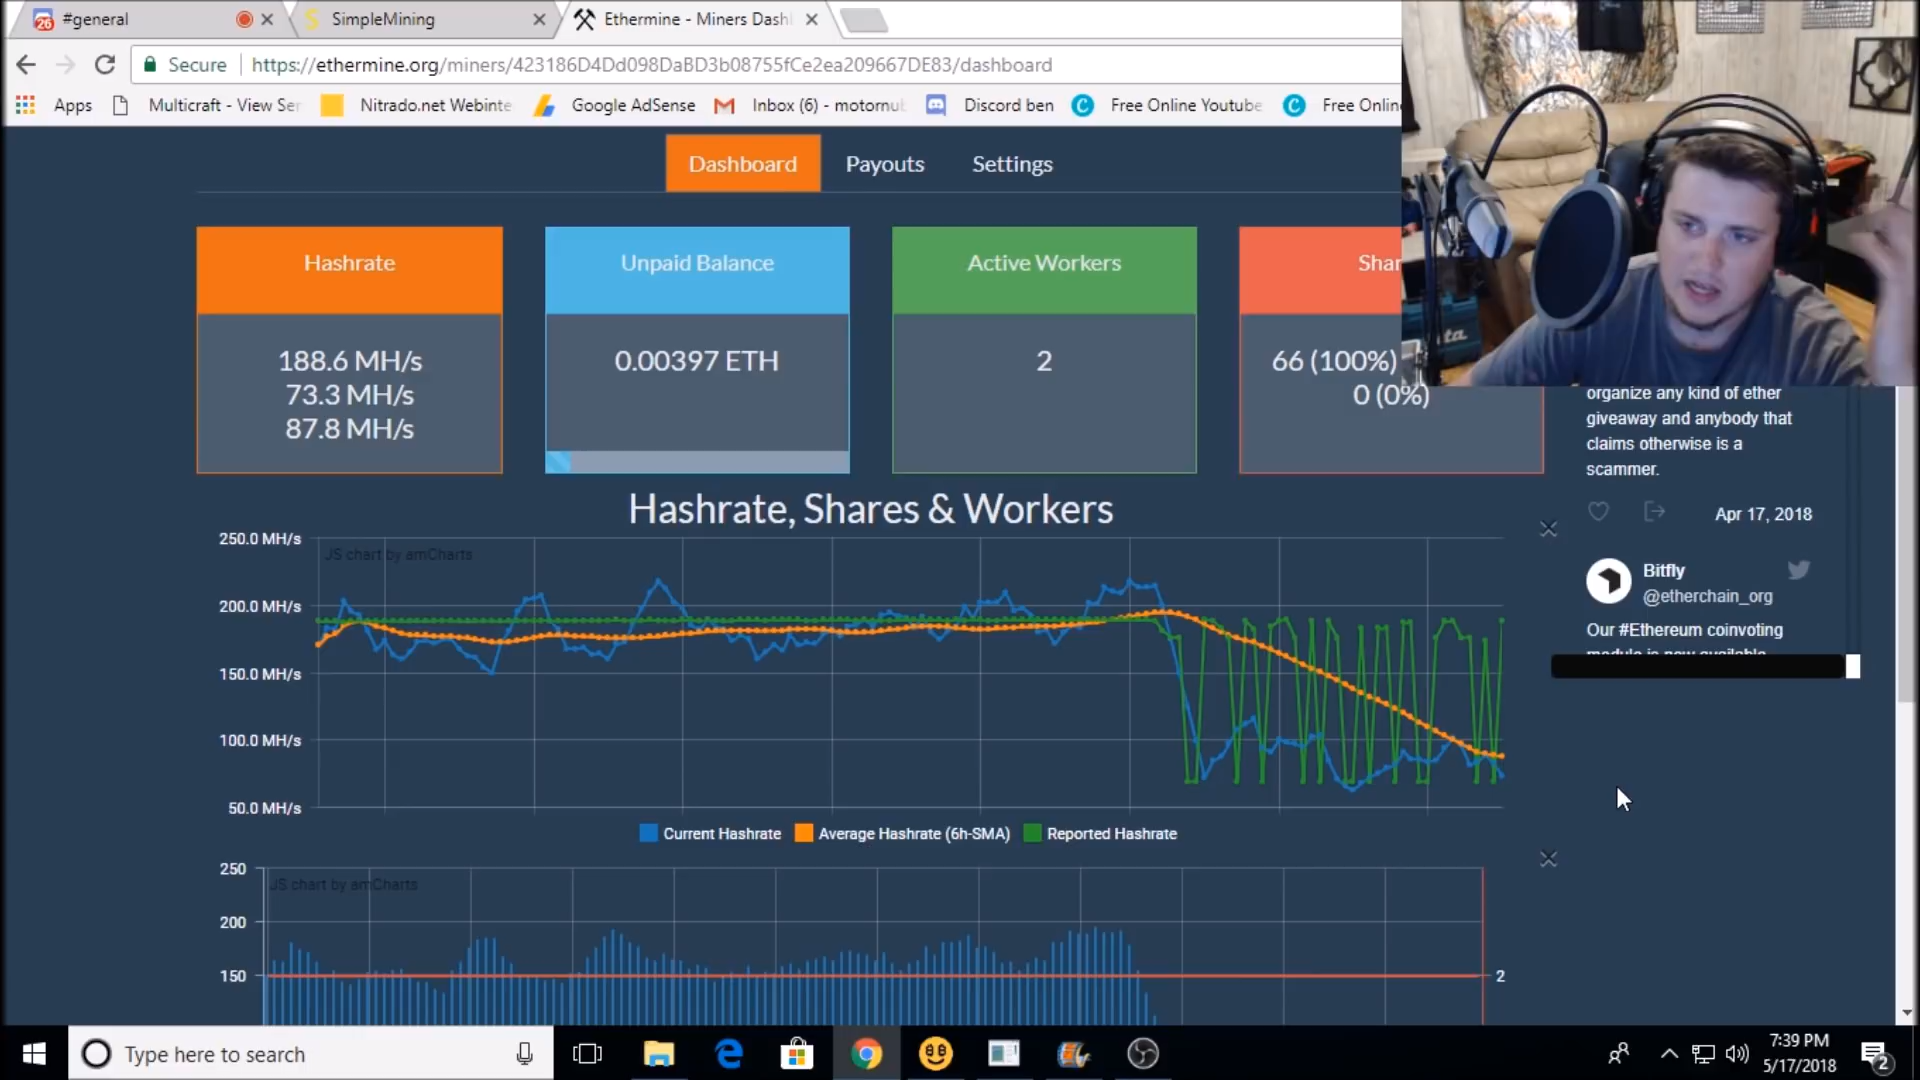 #general
SimpleMining
Ethermine - Miners Dash
Secure
https://ethermine.org/miners/423186D4Dd098DaBD3b08755fCe2ea209667DE83/dashboard
Apps
Multicraft - View Ser
Nitrado.net Webinte
Google AdSense
Inbox (6) - motornu
Discord ben
Free Online Youtube
Free Onlin
Dashboard
Payouts
Settings
Hashrate
Unpaid Balance
Active Workers
Shar
188.6 MH/s
73.3 MH/s
87.8 MH/s
0.00397 ETH
2
66 (100%)
0 (0%)
organize any kind of ether
giveaway and anybody that
claims otherwise is a
scammer.
Apr 17, 2018
Bitfly
@etherchain_org
Our #Ethereum coinvoting
module is now available
Hashrate, Shares & Workers
JS chart by amCharts
250.0 MH/s
200.0 MH/s
150.0 MH/s
100.0 MH/s
50.0 MH/s
Current Hashrate
Average Hashrate (6h-SMA)
Reported Hashrate
JS chart by amCharts
250
200
150
2
Type here to search
7:39 PM
5/17/2018
2
26